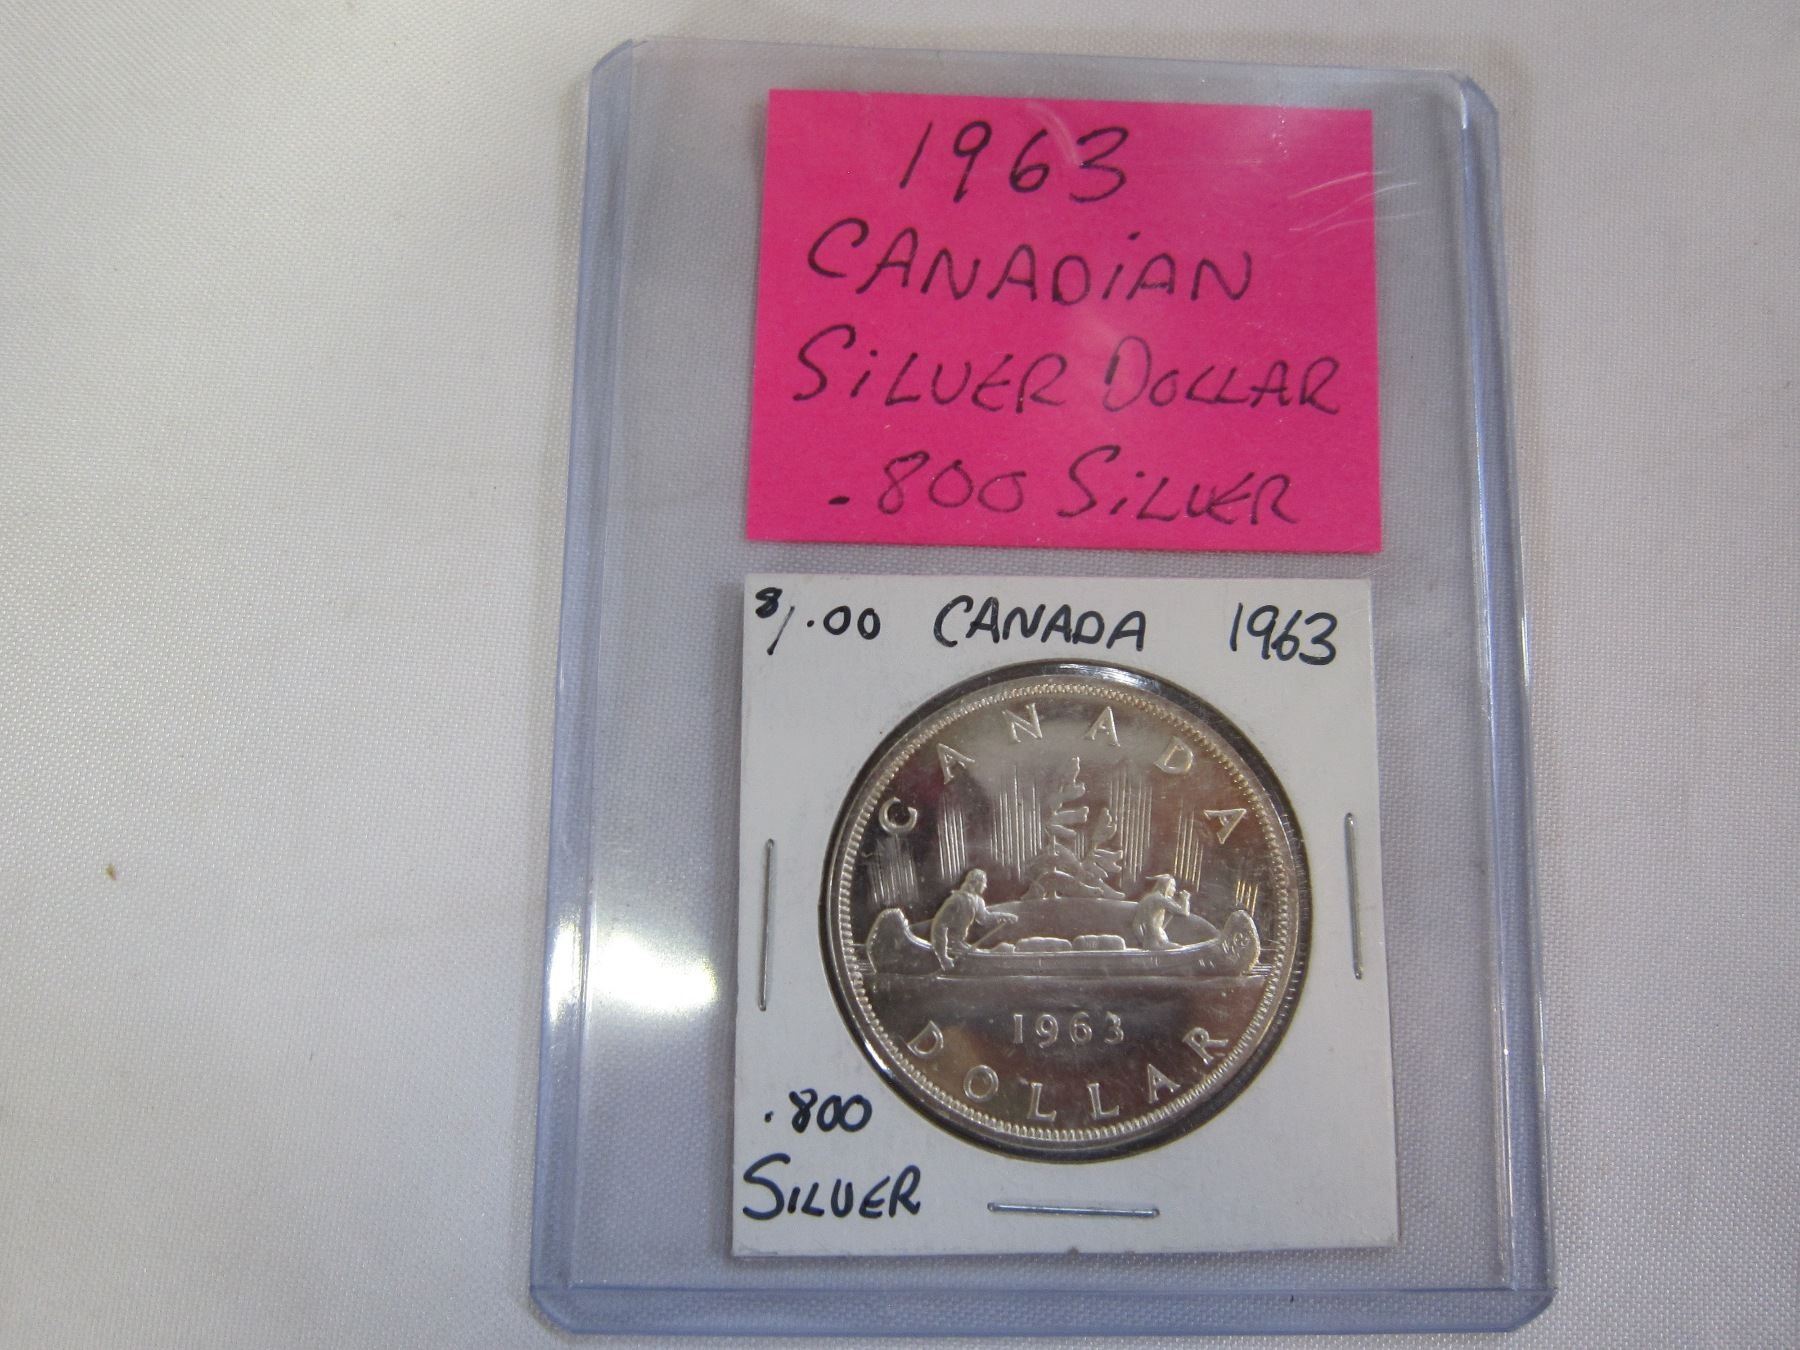 1963
CANADIAN
SILVER DOLLAR
.800 SILVER
$1.00 CANADA 1963
CANADA
1963
DOLLAR
.800
SILVER